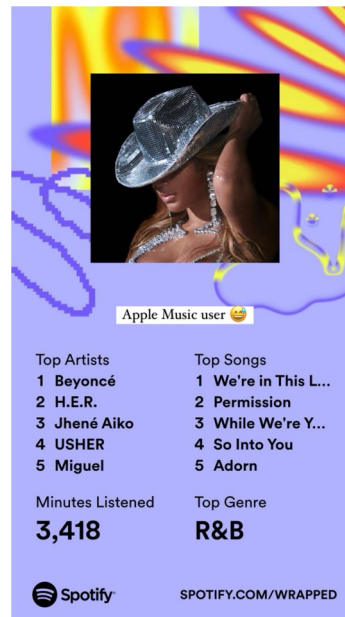 Apple Music user 😅
Top Artists
1 Beyoncé
2 H.E.R.
3 Jhené Aiko
4 USHER
5 Miguel
Top Songs
1 We're in This L...
2 Permission
3 While We're Y...
4 So Into You
5 Adorn
Minutes Listened
3,418
Top Genre
R&B
Spotify
SPOTIFY.COM/WRAPPED